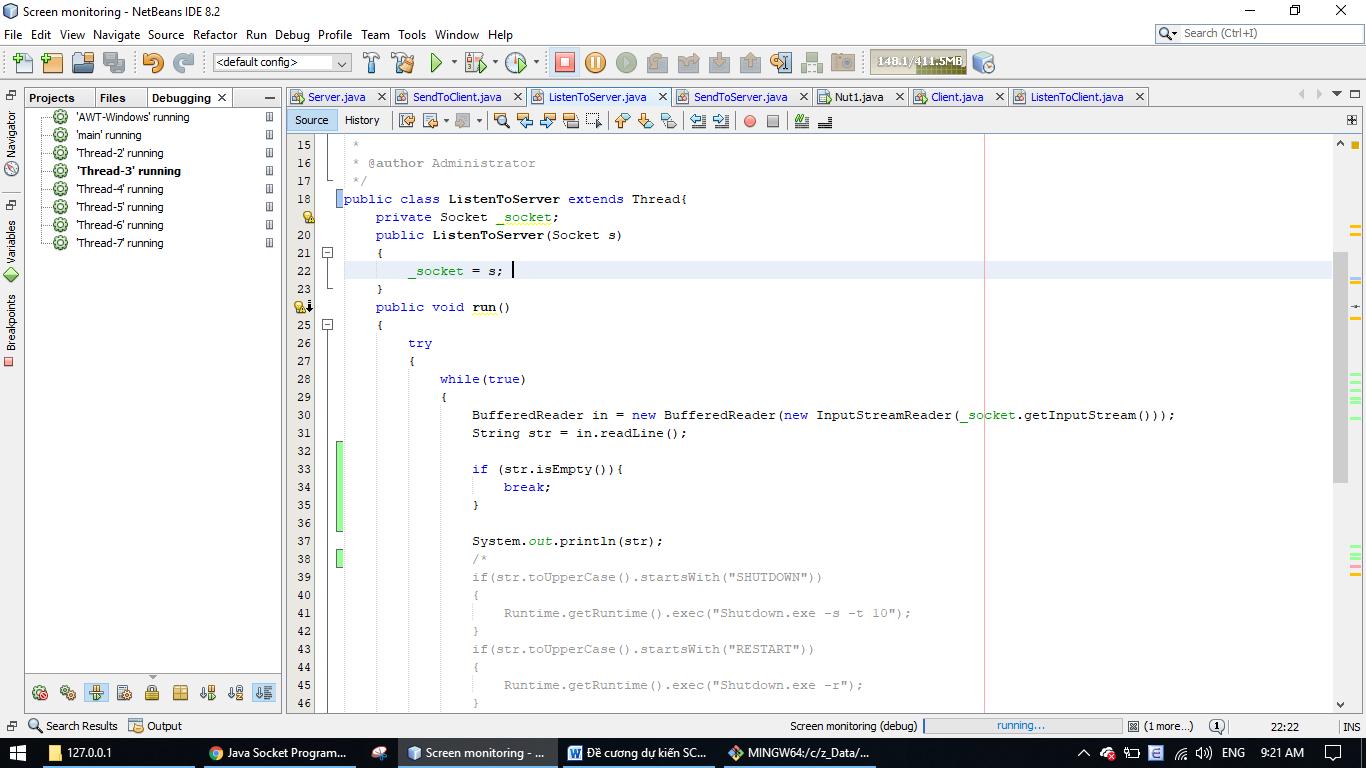 Screen monitoring - NetBeans IDE 8.2
File Edit View Navigate Source Refactor Run Debug Profile Team Tools Window Help
Search (Ctrl+I)
<default config>
148.1/411.5MB
Projects Files Debugging
Server.java SendToClient.java ListenToServer.java SendToServer.java Nut1.java Client.java ListenToClient.java
Source History
Navigator
Variables
Breakpoints
'AWT-Windows' running
'main' running
'Thread-2' running
'Thread-3' running
'Thread-4' running
'Thread-5' running
'Thread-6' running
'Thread-7' running
15 *
16 * @author Administrator
17 */
18 public class ListenToServer extends Thread{
private Socket _socket;
20 public ListenToServer(Socket s)
21 {
22 _socket = s;
23 }
public void run()
25 {
26 try
27 {
28 while(true)
29 {
30 BufferedReader in = new BufferedReader(new InputStreamReader(_socket.getInputStream()));
31 String str = in.readLine();
32
33 if (str.isEmpty()){
34 break;
35 }
36
37 System.out.println(str);
38 /*
39 if(str.toUpperCase().startsWith("SHUTDOWN"))
40 {
41 Runtime.getRuntime().exec("Shutdown.exe -s -t 10");
42 }
43 if(str.toUpperCase().startsWith("RESTART"))
44 {
45 Runtime.getRuntime().exec("Shutdown.exe -r");
46 }
Search Results Output
Screen monitoring (debug) running... (1 more...) 1 22:22 INS
127.0.0.1 Java Socket Program... Screen monitoring - ... Đề cương dự kiến SC... MINGW64:/c/z_Data/... ENG 9:21 AM